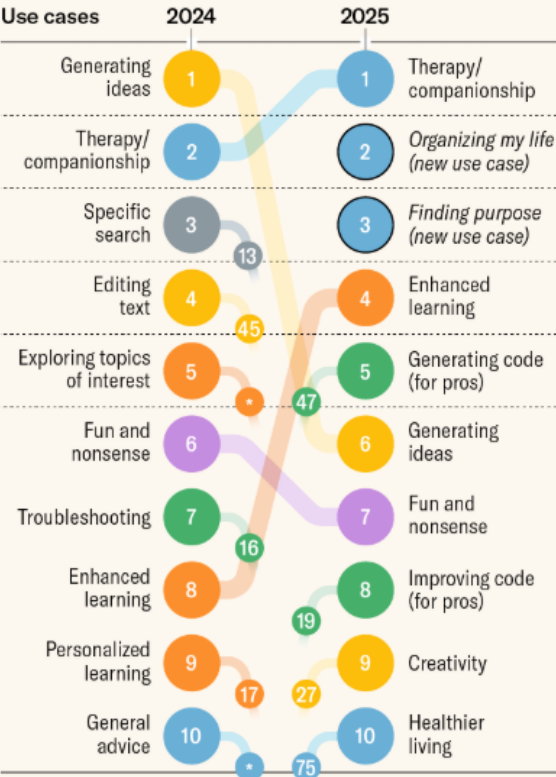 Use cases 2024 2025
Generating
ideas
1
1
Therapy/
companionship
Therapy/
companionship
2
2
Organizing my life
(new use case)
Specific
search
3
13
3
Finding purpose
(new use case)
Editing
text
4
45
4
Enhanced
learning
Exploring topics
of interest
5
*
47
5
Generating code
(for pros)
Fun and
nonsense
6
6
Generating
ideas
Troubleshooting
7
16
7
Fun and
nonsense
Enhanced
learning
8
19
8
Improving code
(for pros)
Personalized
learning
9
17
27
9
Creativity
General
advice
10
*
75
10
Healthier
living